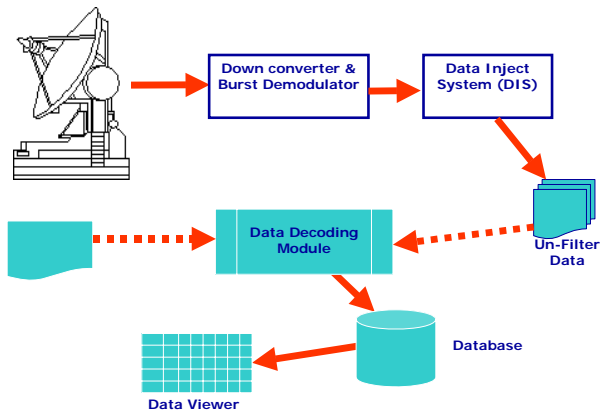 Down converter &
Burst Demodulator
Data Inject
System (DIS)
Un-Filter
Data
Data Decoding
Module
Database
Data Viewer